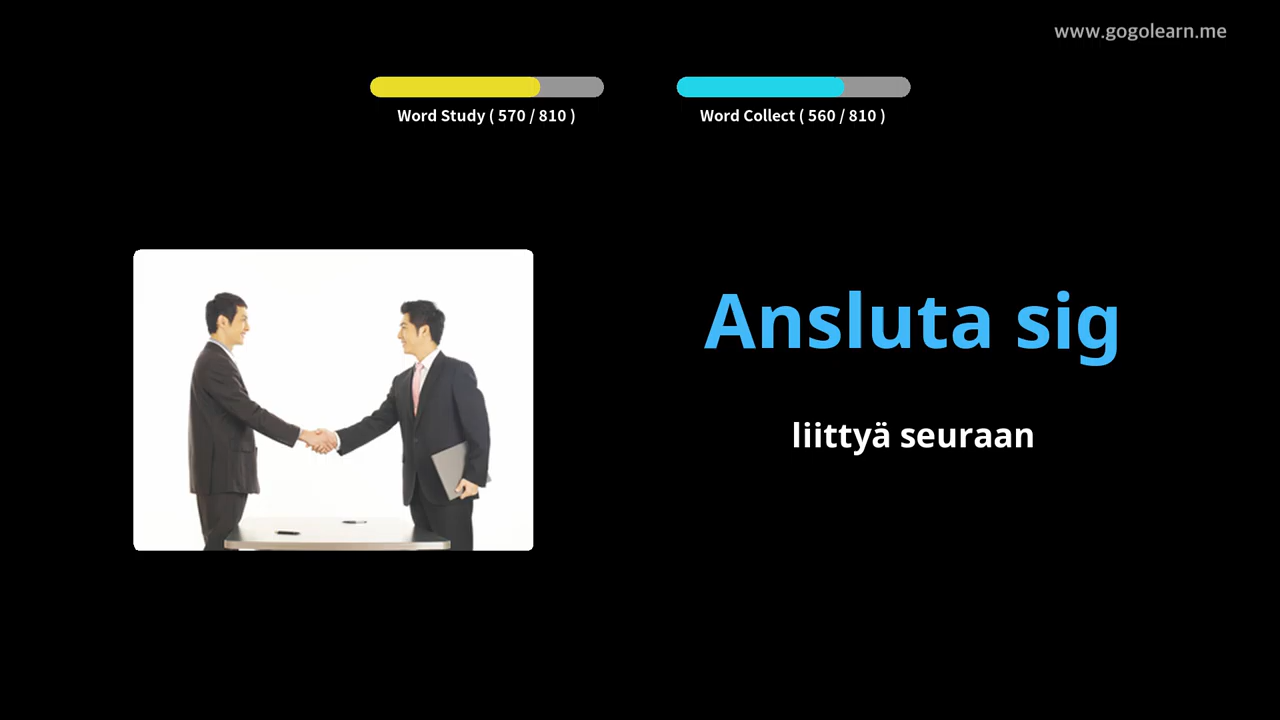 www.gogolearn.me
Word Study ( 570 / 810 )
Word Collect ( 560 / 810 )
Ansluta sig
liittyä seuraan